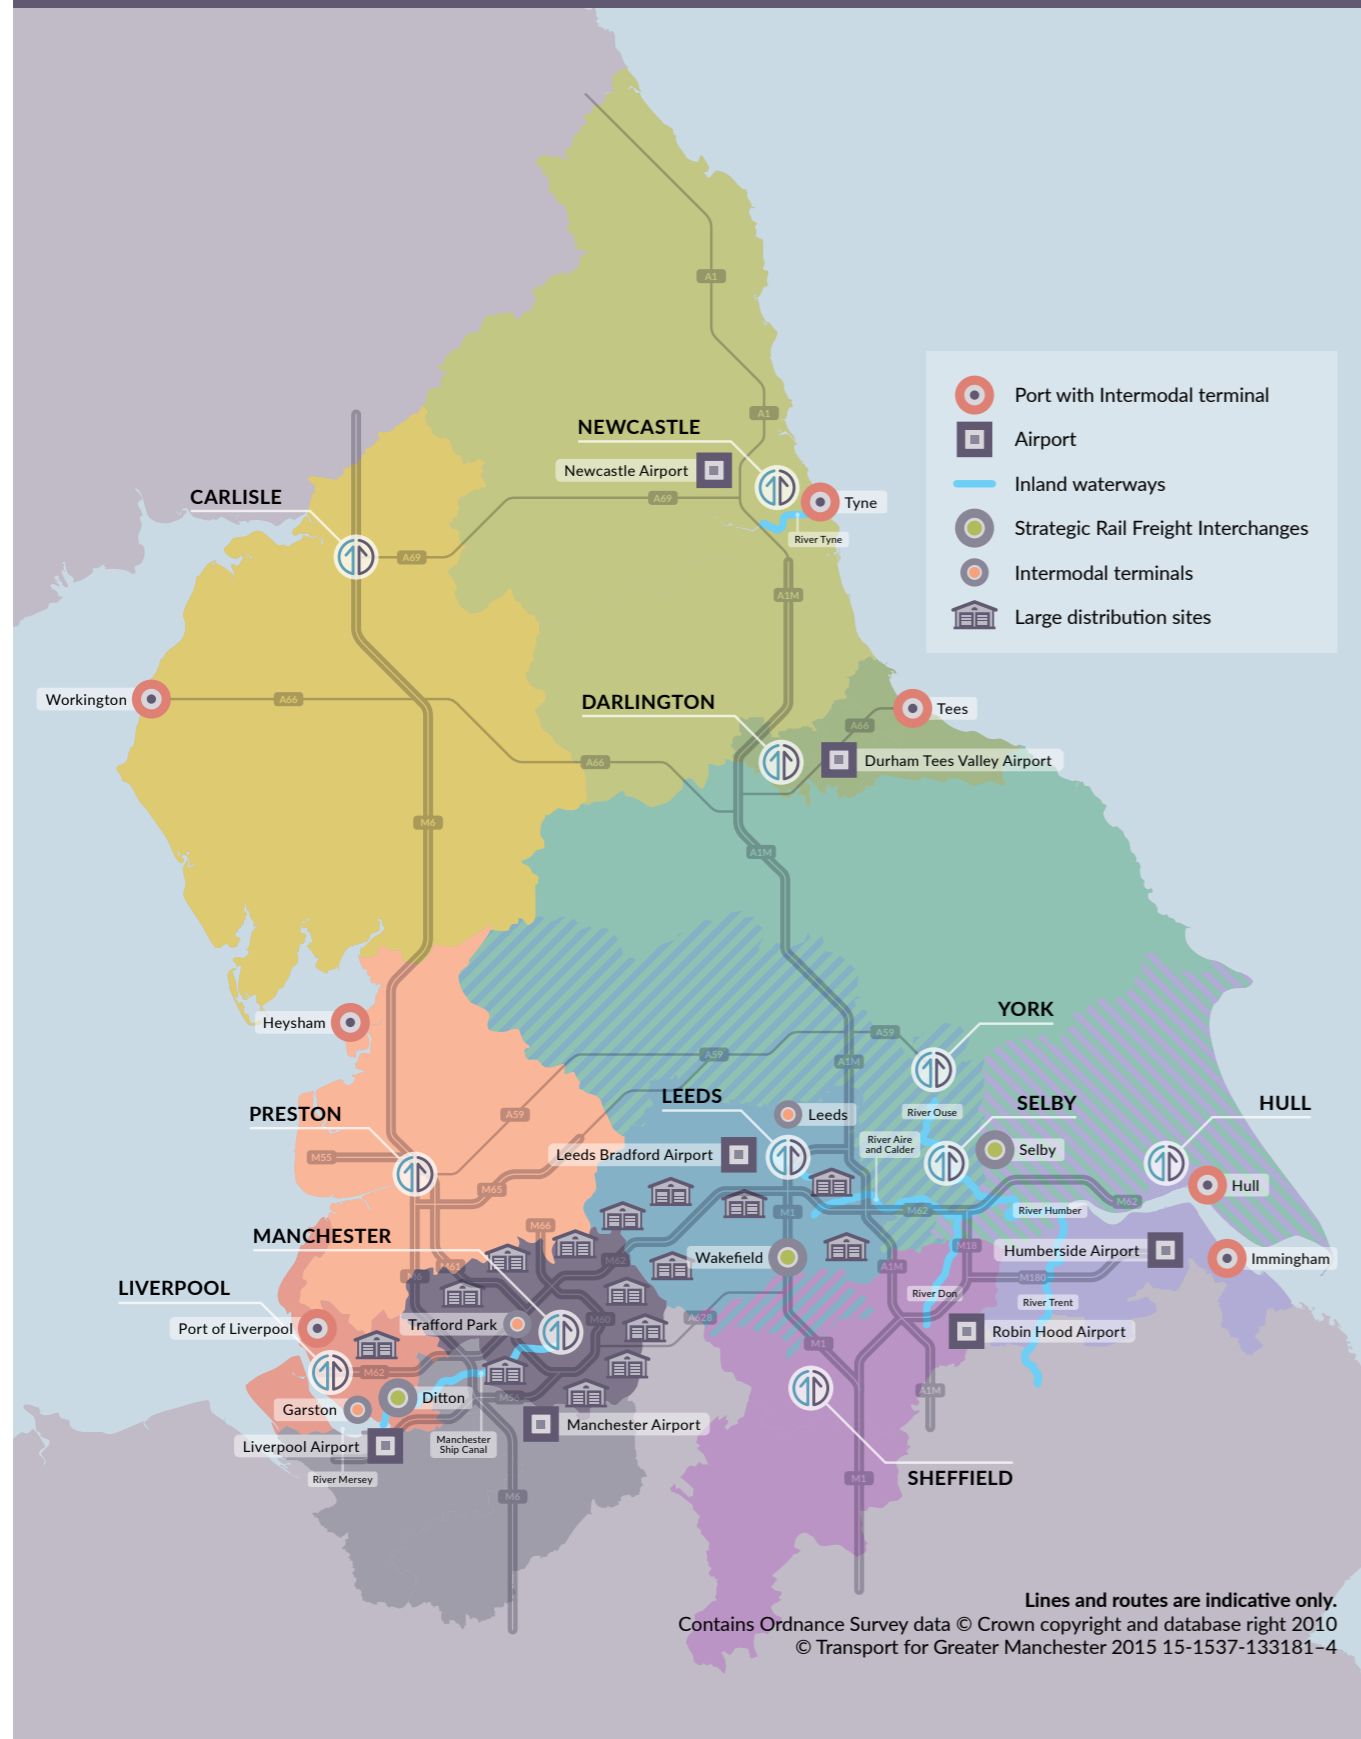 A1
Port with Intermodal terminal
Airport
Inland waterways
Strategic Rail Freight Interchanges
Intermodal terminals
Large distribution sites
A1
NEWCASTLE
Newcastle Airport
CARLISLE
A69
Tyne
River Tyne
A69
A1M
Workington
A66
DARLINGTON
Tees
A66
A66
Durham Tees Valley Airport
M6
A1M
YORK
Heysham
A59
A59
A1M
LEEDS
Leeds
River Ouse
SELBY
HULL
PRESTON
A59
River Aire
and Calder
Leeds Bradford Airport
Selby
M55
M65
Hull
M62
M1
M62
River Humber
M66
MANCHESTER
M18
Humberside Airport
Wakefield
Immingham
M62
M61
M6
A1M
M180
LIVERPOOL
River Don
River Trent
Port of Liverpool
Trafford Park
M60
A628
Robin Hood Airport
M1
M62
Ditton
M56
A1M
Garston
Manchester Airport
Liverpool Airport
Manchester
Ship Canal
River Mersey
M1
SHEFFIELD
M6
Lines and routes are indicative only.
Contains Ordnance Survey data © Crown copyright and database right 2010
© Transport for Greater Manchester 2015 15-1537-133181–4